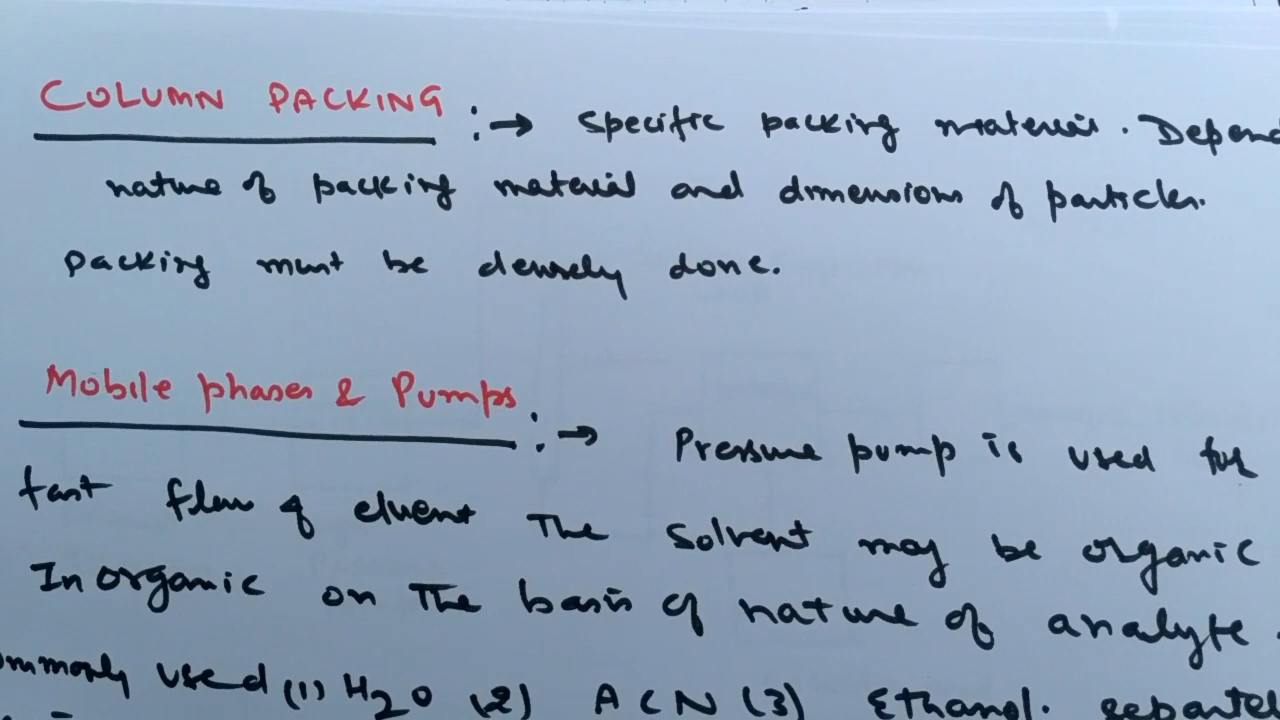 COLUMN PACKING :→ Specific packing material. Depend
nature of packing material and dimensions of particles.
Packing must be densely done.
Mobile phases & Pumps :→ Pressure pump is used for
fast flow of eluent The solvent may be organic
Inorganic on The basis of nature of analyte.
ommonly used (1) H2O (2) ACN (3) Ethanol.